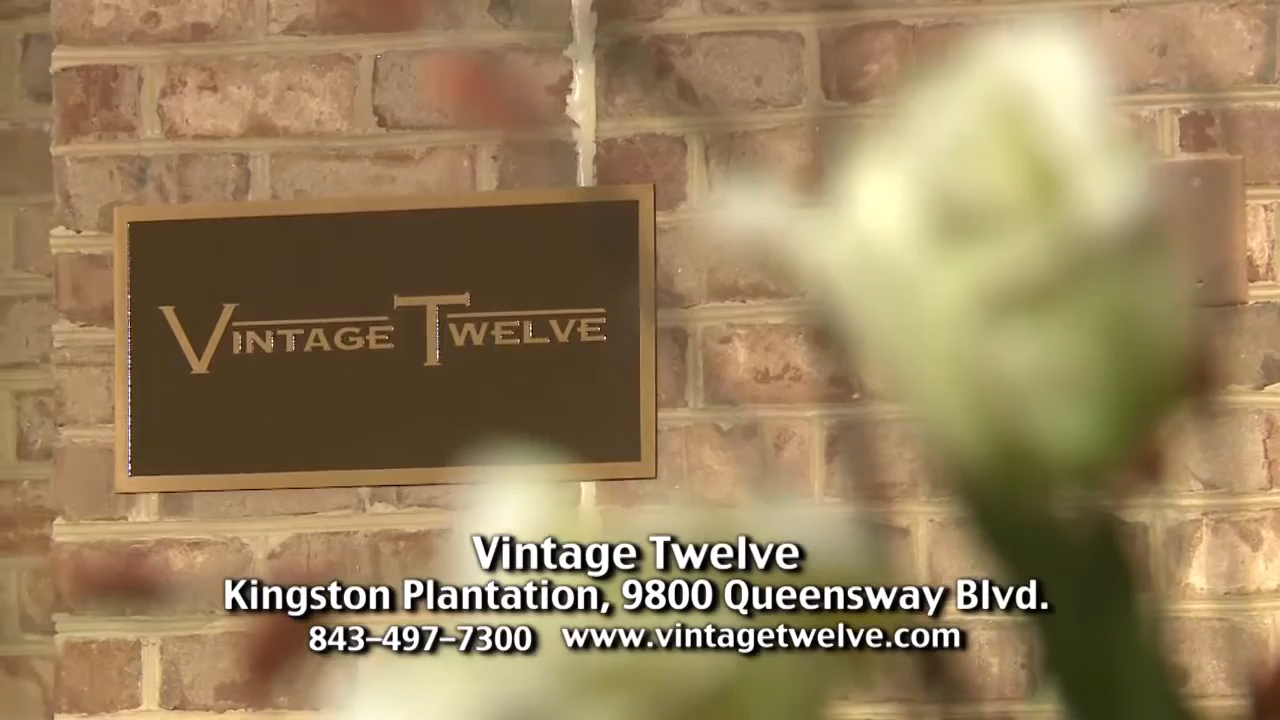 VINTAGE TWELVE
Vintage Twelve
Kingston Plantation, 9800 Queensway Blvd.
843-497-7300 www.vintagetwelve.com